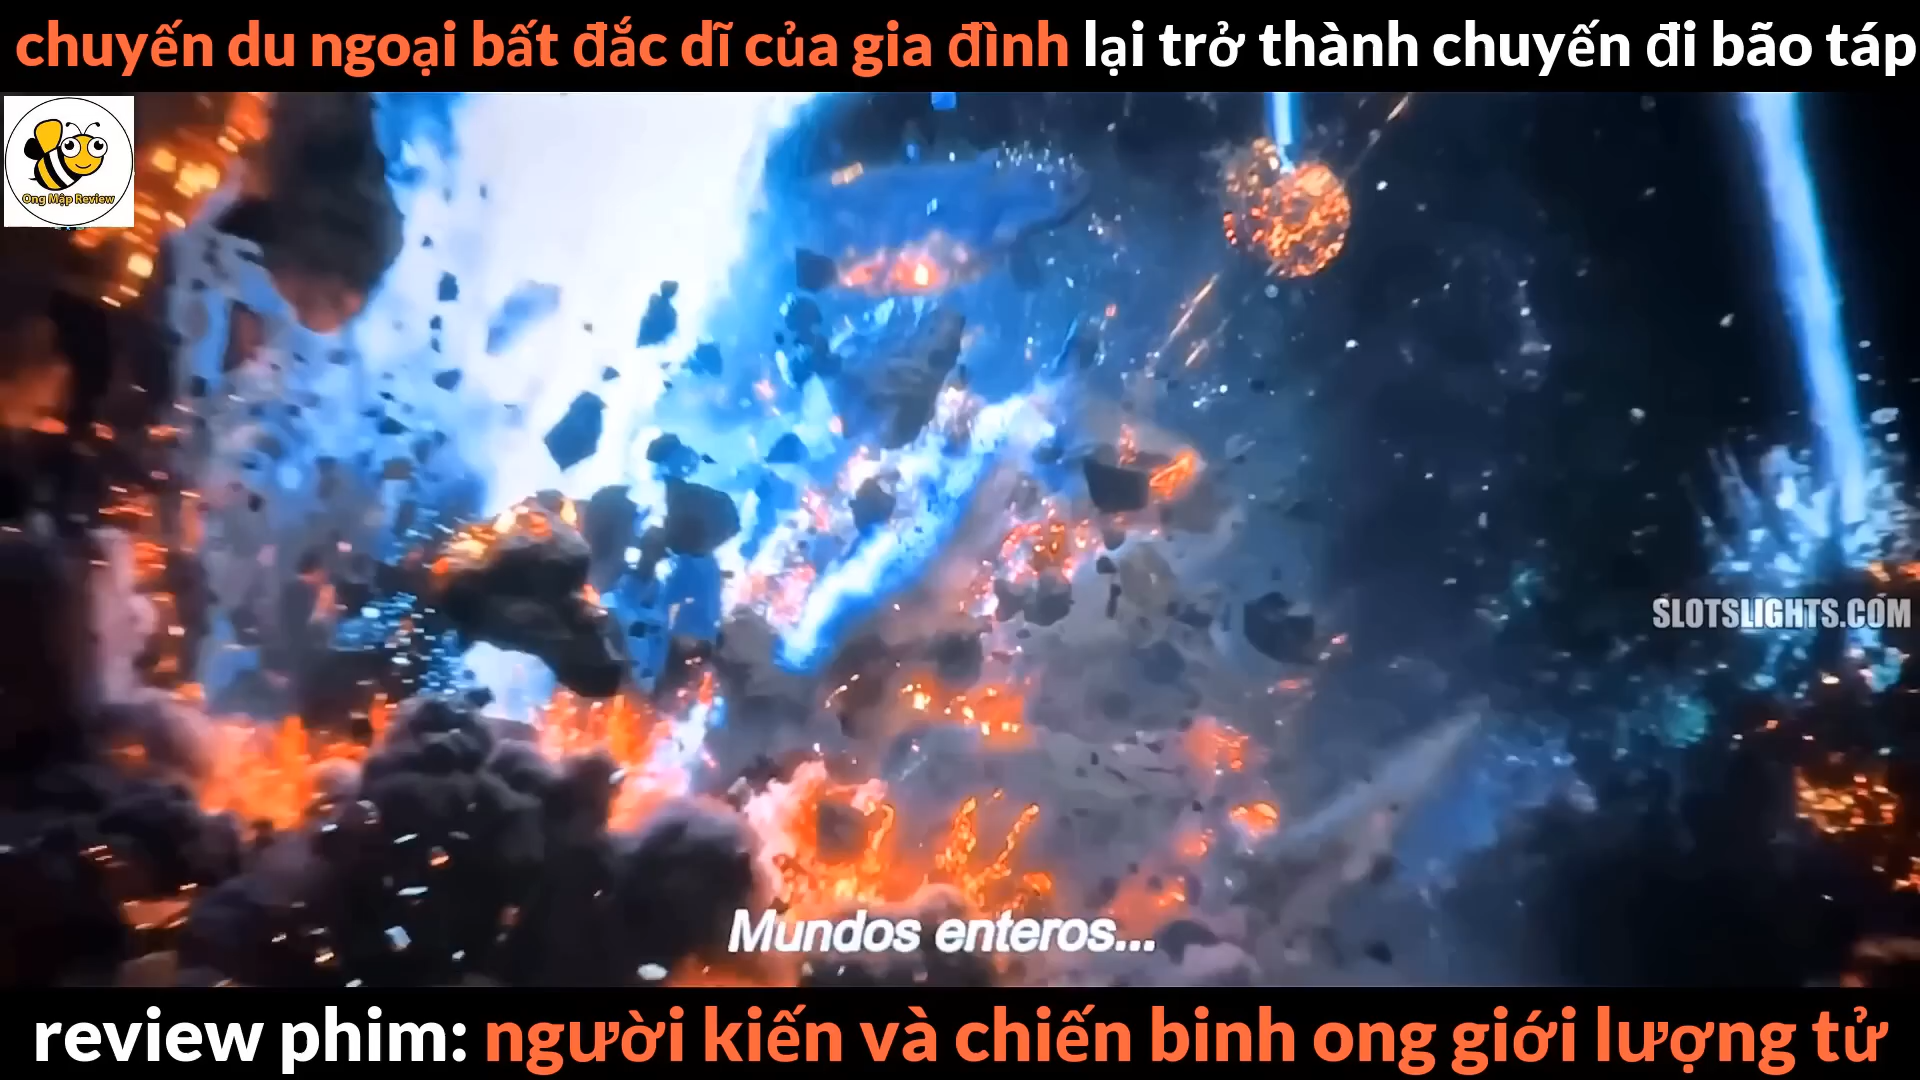 chuyến du ngoại bất đắc dĩ của gia đình lại trở thành chuyến đi bão táp
Ong Mập Review
SLOTSLIGHTS.COM
Mundos enteros...
review phim: người kiến và chiến binh ong giới lượng tử